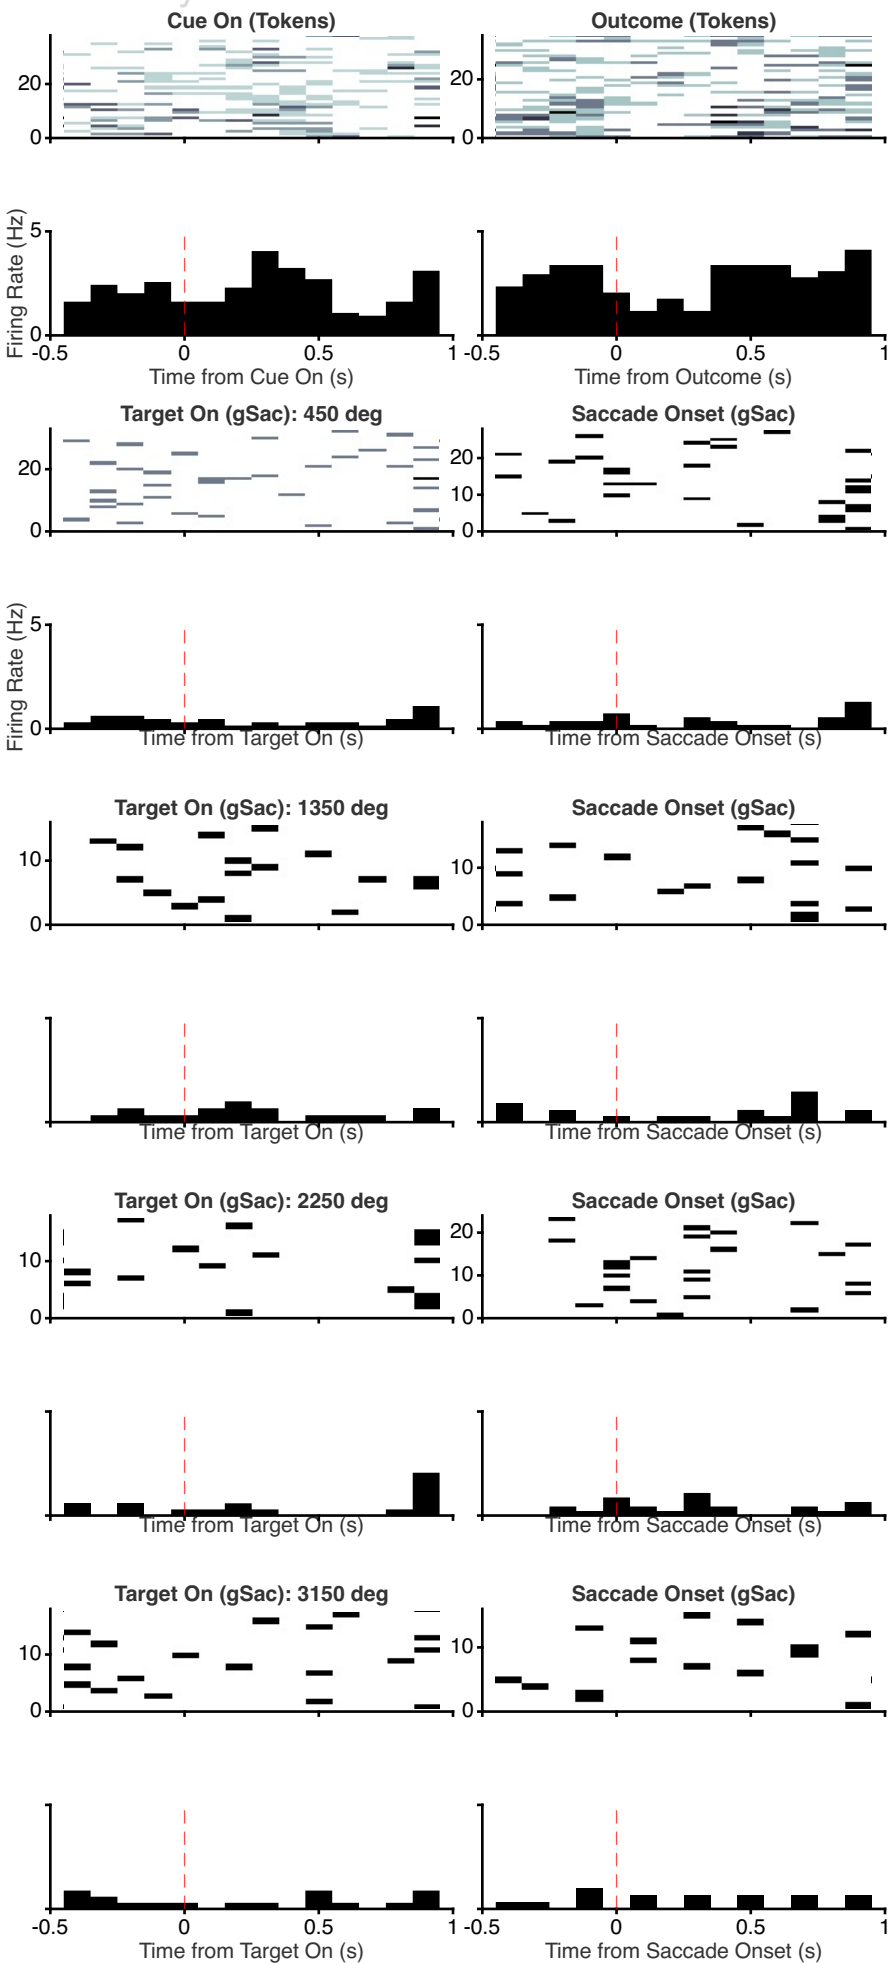 Cue On (Tokens) Outcome (Tokens)
20 20
0 0
Firing Rate (Hz)
5
0
-0.5 0 0.5 1 -0.5 0 0.5 1
Time from Cue On (s) Time from Outcome (s)
Target On (gSac): 450 deg Saccade Onset (gSac)
20 20
10
0 0
Firing Rate (Hz)
5
0
Time from Target On (s) Time from Saccade Onset (s)
Target On (gSac): 1350 deg Saccade Onset (gSac)
10 10
0 0
Time from Target On (s) Time from Saccade Onset (s)
Target On (gSac): 2250 deg Saccade Onset (gSac)
20
10 10
0 0
Time from Target On (s) Time from Saccade Onset (s)
Target On (gSac): 3150 deg Saccade Onset (gSac)
10 10
0 0
-0.5 0 0.5 1 -0.5 0 0.5 1
Time from Target On (s) Time from Saccade Onset (s)